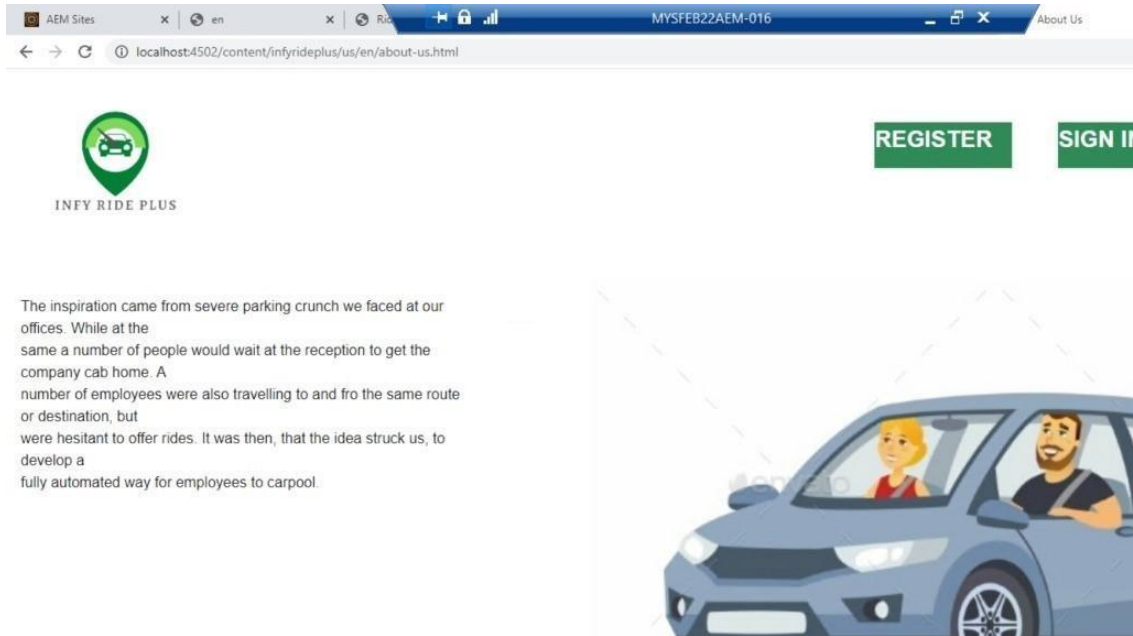 AEM Sites
en
Ric
MYSFEB22AEM-016
About Us
localhost:4502/content/infyrideplus/us/en/about-us.html
REGISTER
SIGN IN
INFY RIDE PLUS
The inspiration came from severe parking crunch we faced at our
offices. While at the
same a number of people would wait at the reception to get the
company cab home. A
number of employees were also travelling to and fro the same route
or destination, but
were hesitant to offer rides. It was then, that the idea struck us, to
develop a
fully automated way for employees to carpool.
envato